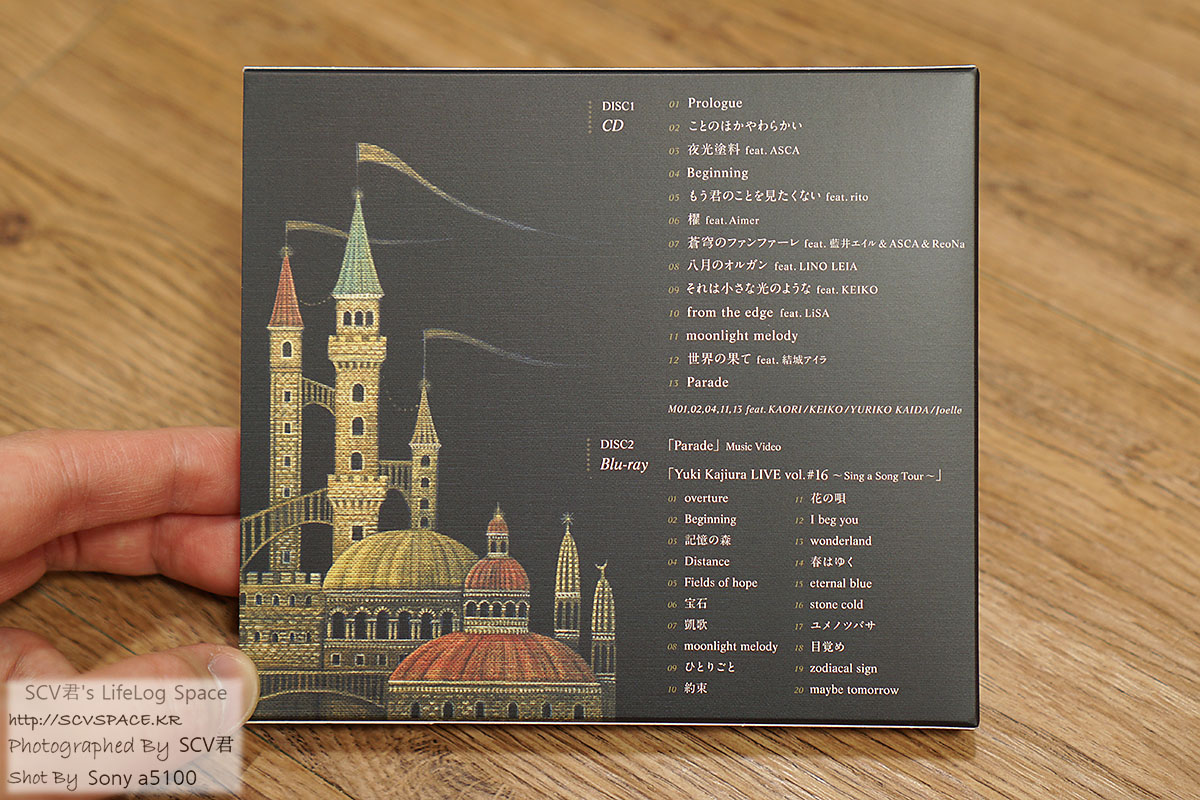 DISC1
CD
01 Prologue
02 ことのほかやわらかい
03 夜光塗料 feat. ASCA
04 Beginning
05 もう君のことを見たくない feat. rito
06 櫂 feat. Aimer
07 蒼穹のファンファーレ feat. 藍井エイル & ASCA & ReoNa
08 八月のオルガン feat. LINO LEIA
09 それは小さな光のような feat. KEIKO
10 from the edge feat. LiSA
11 moonlight melody
12 世界の果て feat. 結城アイラ
13 Parade
M01,02,04,11,13 feat. KAORI/KEIKO/YURIKO KAIDA/Joelle
DISC2
Blu-ray
「Parade」 Music Video
「Yuki Kajiura LIVE vol.#16 ～Sing a Song Tour～」
01 overture
02 Beginning
03 記憶の森
04 Distance
05 Fields of hope
06 宝石
07 凱歌
08 moonlight melody
09 ひとりごと
10 約束
11 花の唄
12 I beg you
13 wonderland
14 春はゆく
15 eternal blue
16 stone cold
17 ユメノツバサ
18 目覚め
19 zodiacal sign
20 maybe tomorrow
SCV君's LifeLog Space
http://SCVSPACE.KR
Photographed By SCV君
Shot By Sony a5100